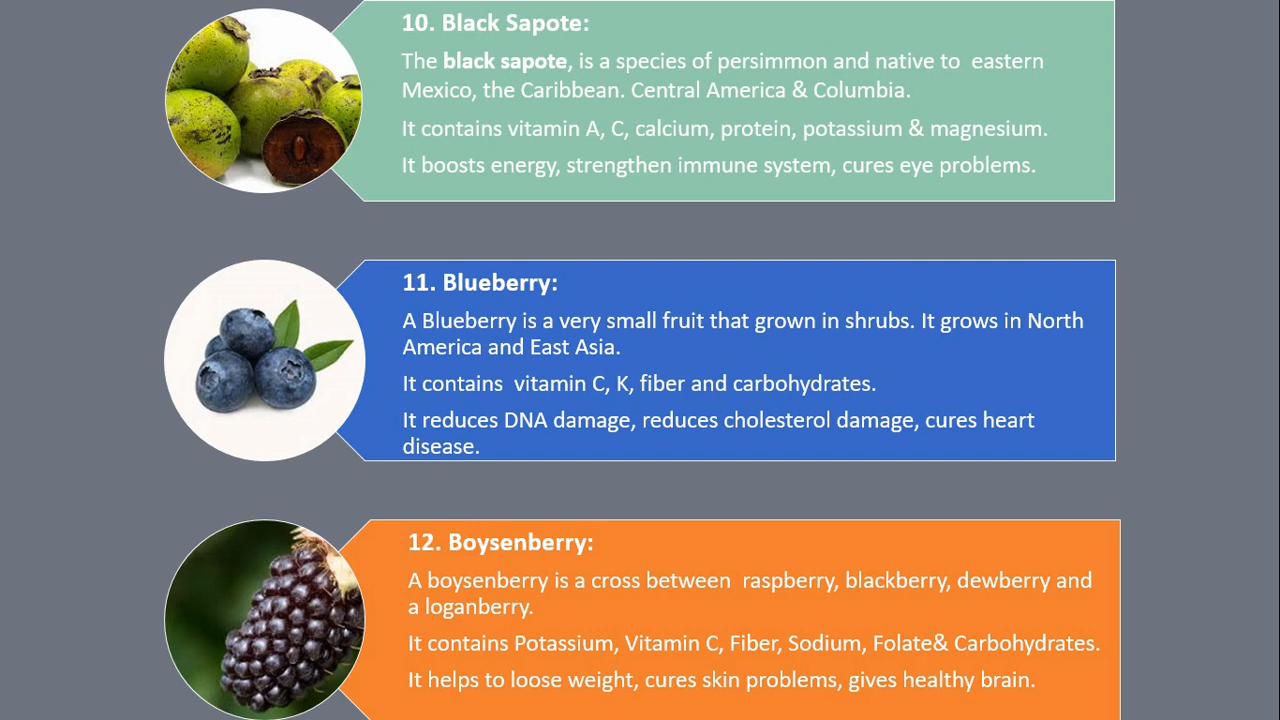 10. Black Sapote:
The black sapote, is a species of persimmon and native to  eastern
Mexico, the Caribbean. Central America & Columbia.
It contains vitamin A, C, calcium, protein, potassium & magnesium.
It boosts energy, strengthen immune system, cures eye problems.
11. Blueberry:
A Blueberry is a very small fruit that grown in shrubs. It grows in North
America and East Asia.
It contains  vitamin C, K, fiber and carbohydrates.
It reduces DNA damage, reduces cholesterol damage, cures heart
disease.
12. Boysenberry:
A boysenberry is a cross between  raspberry, blackberry, dewberry and
a loganberry.
It contains Potassium, Vitamin C, Fiber, Sodium, Folate& Carbohydrates.
It helps to loose weight, cures skin problems, gives healthy brain.